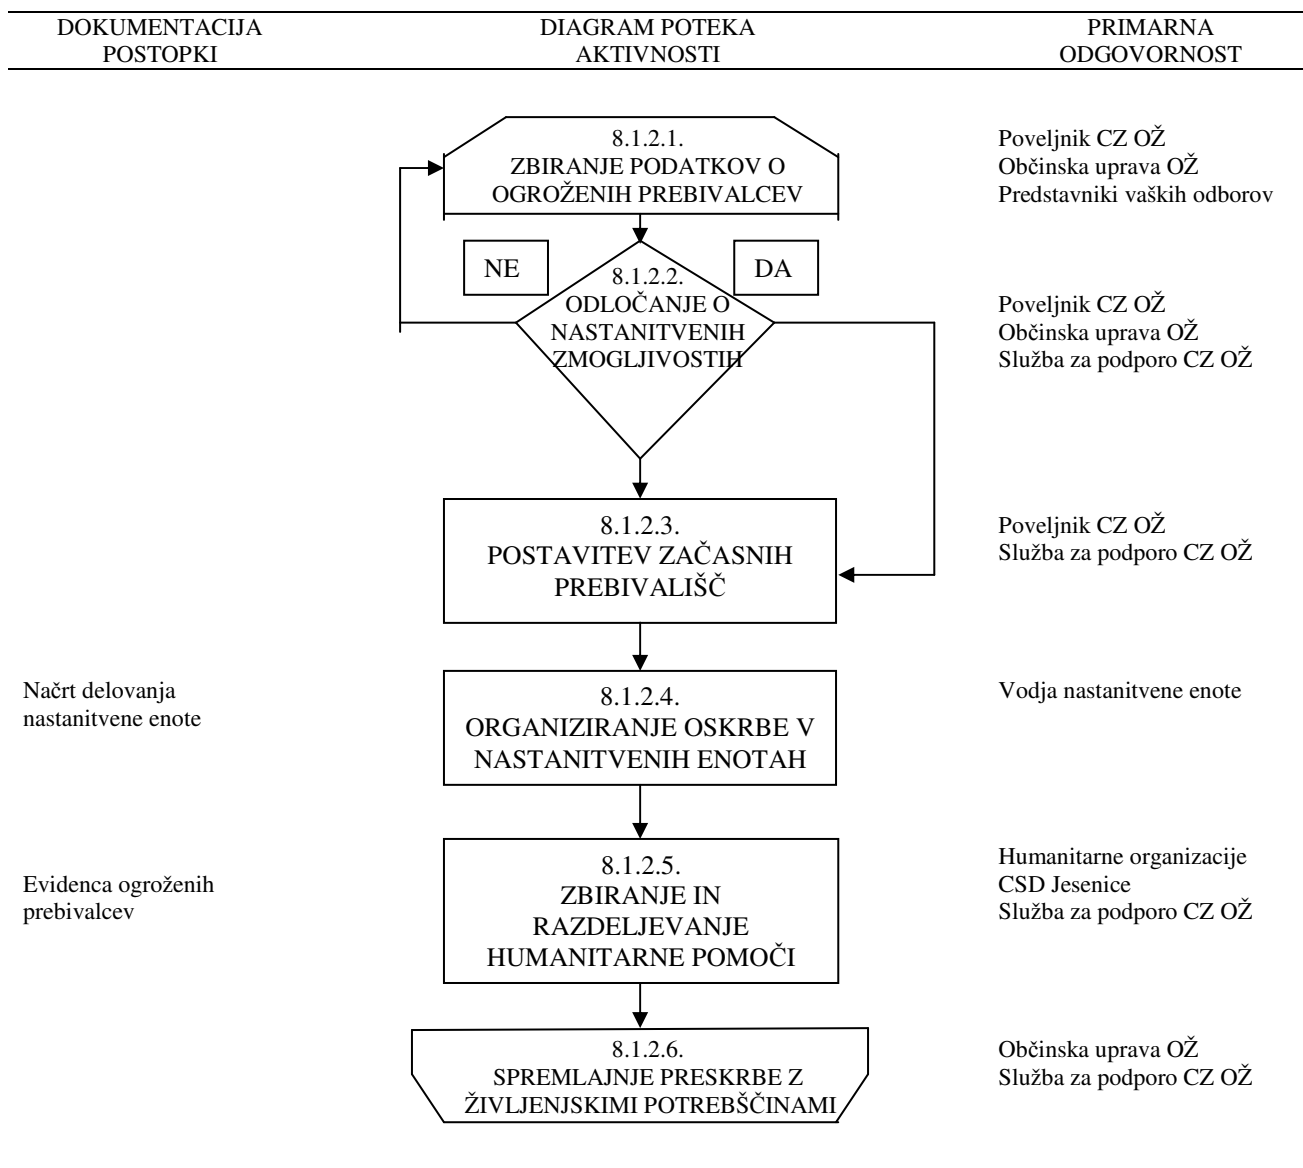 DOKUMENTACIJA
POSTOPKI
DIAGRAM POTEKA
AKTIVNOSTI
PRIMARNA
ODGOVORNOST
8.1.2.1.
ZBIRANJE PODATKOV O
OGROŽENIH PREBIVALCEV
Poveljnik CZ OŽ
Občinska uprava OŽ
Predstavniki vaških odborov
NE
DA
8.1.2.2.
ODLOČANJE O
NASTANITVENIH
ZMOGLJIVOSTIH
Poveljnik CZ OŽ
Občinska uprava OŽ
Služba za podporo CZ OŽ
8.1.2.3.
POSTAVITEV ZAČASNIH
PREBIVALIŠČ
Poveljnik CZ OŽ
Služba za podporo CZ OŽ
Načrt delovanja
nastanitvene enote
8.1.2.4.
ORGANIZIRANJE OSKRBE V
NASTANITVENIH ENOTAH
Vodja nastanitvene enote
Evidenca ogroženih
prebivalcev
8.1.2.5.
ZBIRANJE IN
RAZDELJEVANJE
HUMANITARNE POMOČI
Humanitarne organizacije
CSD Jesenice
Služba za podporo CZ OŽ
8.1.2.6.
SPREMLAJNJE PRESKRBE Z
ŽIVLJENJSKIMI POTREBŠČINAMI
Občinska uprava OŽ
Služba za podporo CZ OŽ